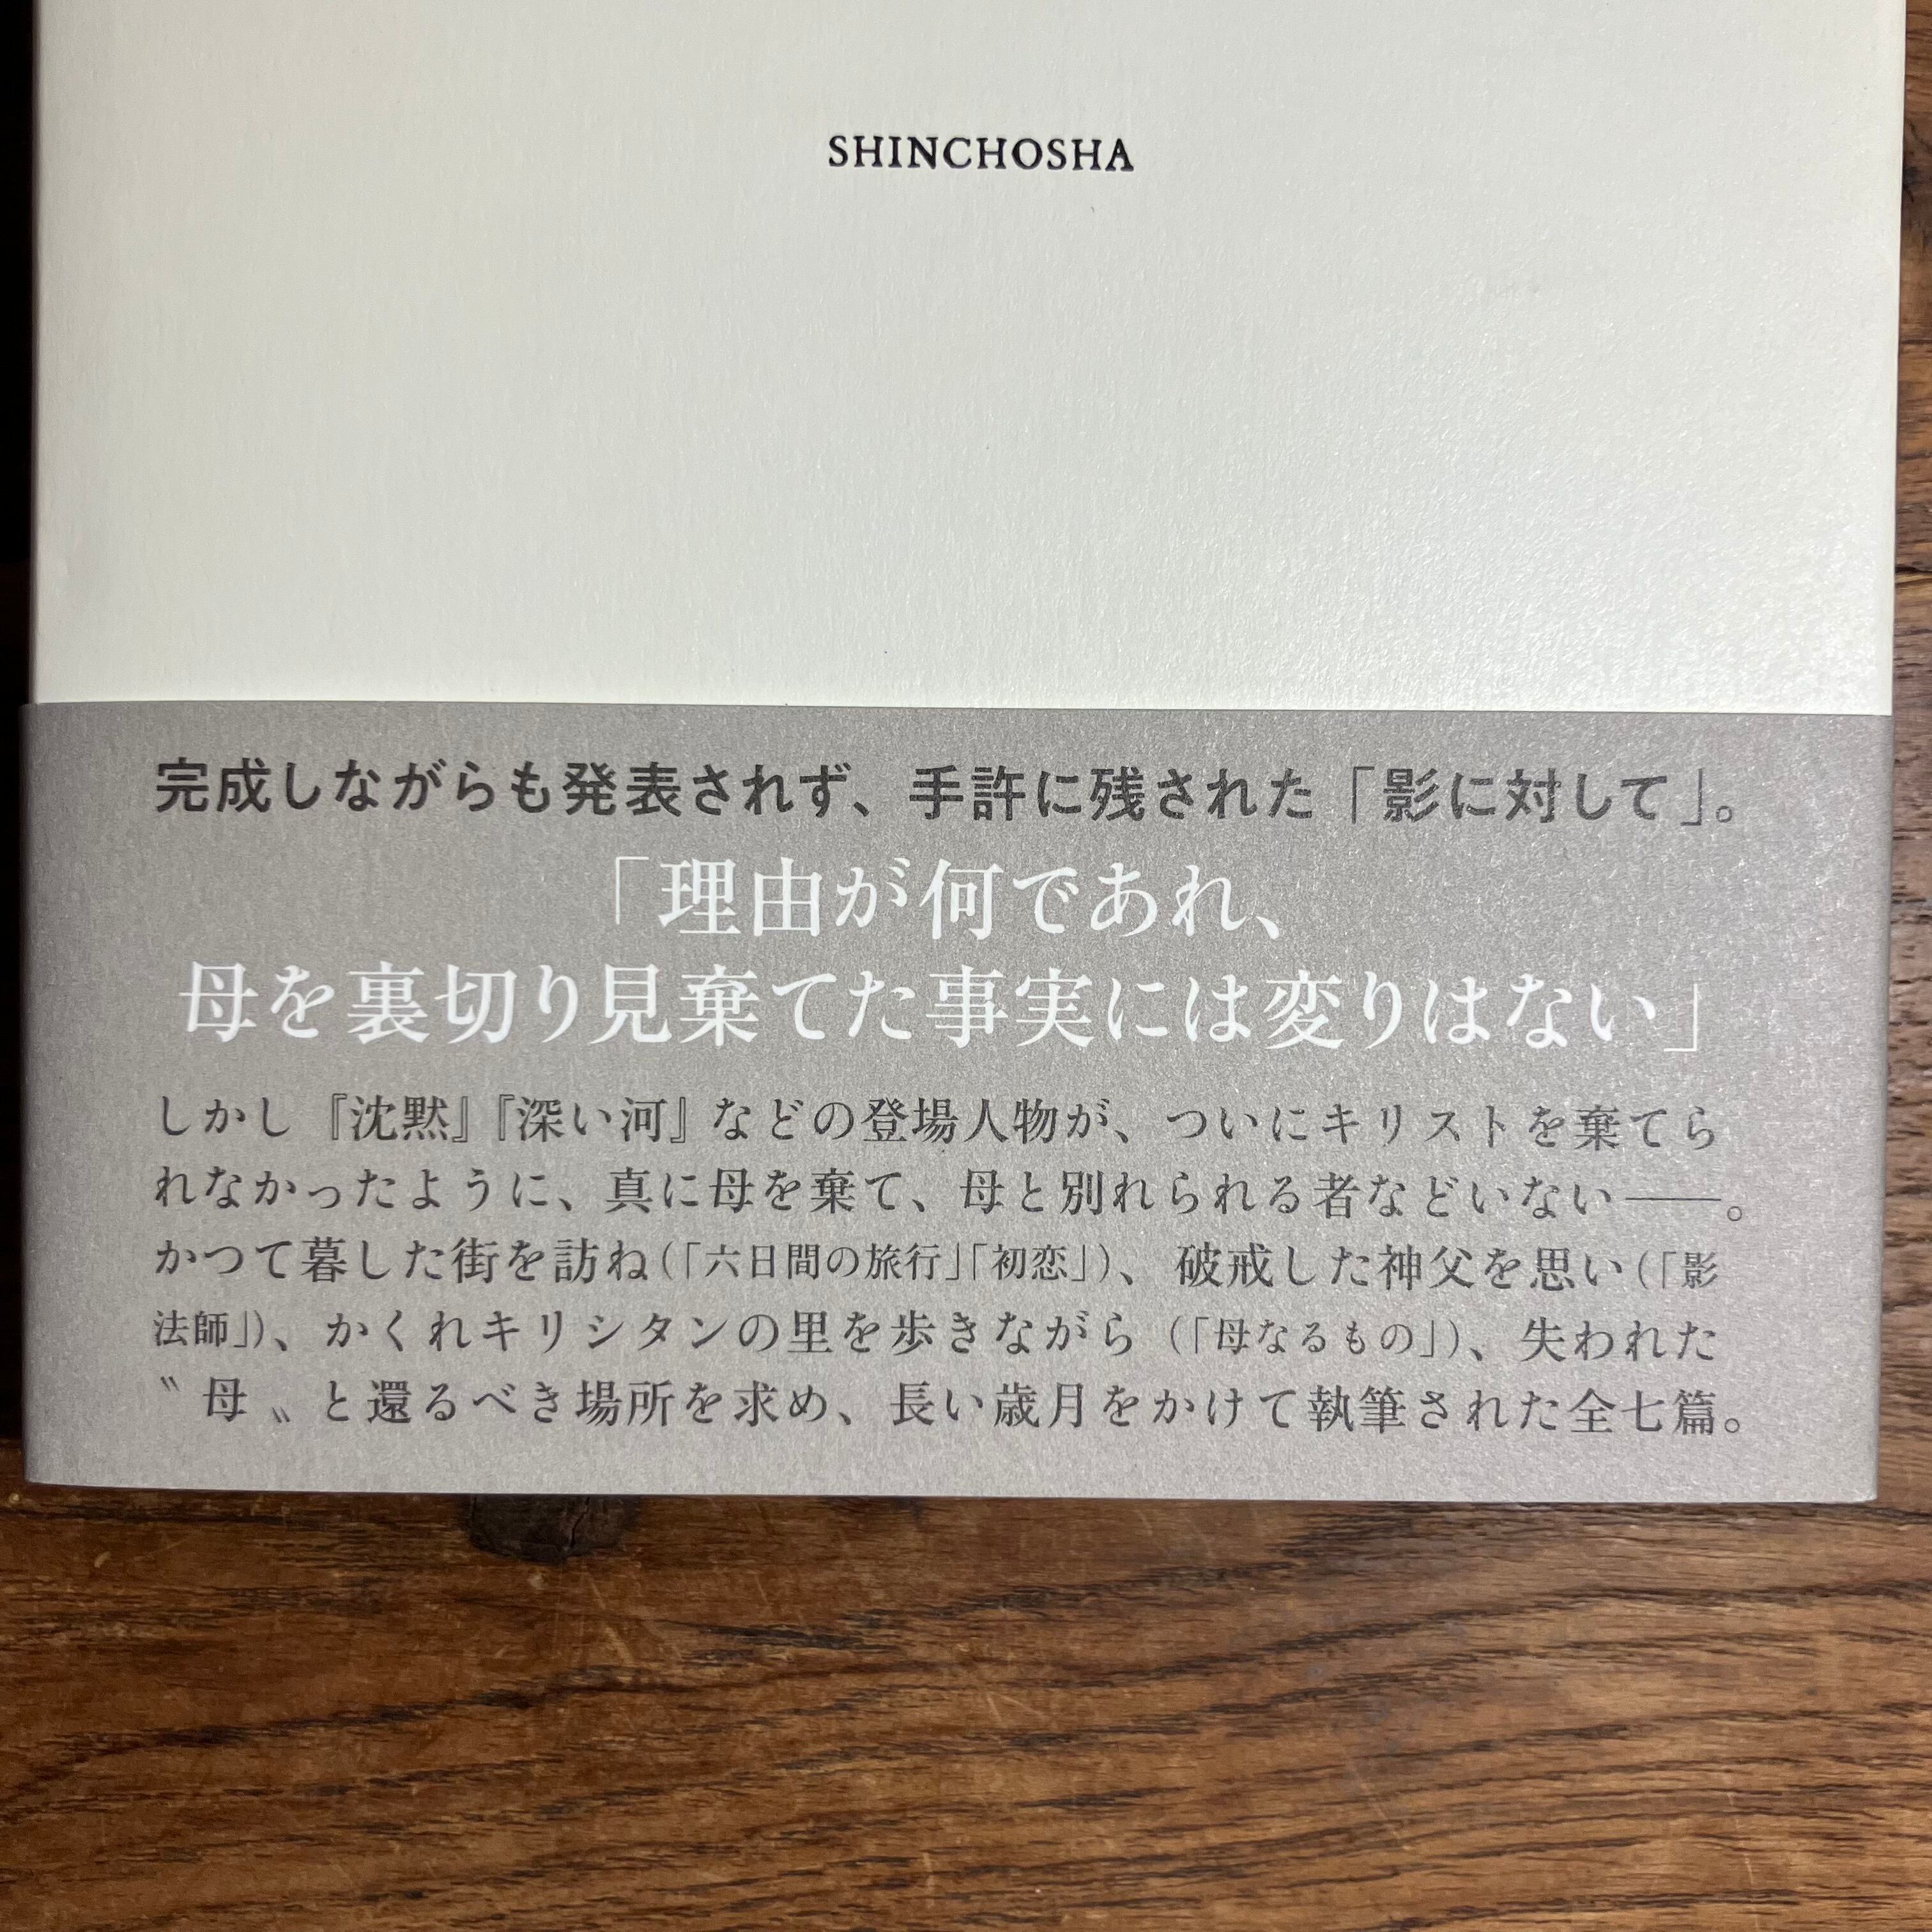 SHINCHOSHA
完成しながらも発表されず、手許に残された「影に対して」。
「理由が何であれ、
母を裏切り見棄てた事実には変りはない」
しかし『沈黙』『深い河』などの登場人物が、ついにキリストを棄てら
れなかったように、真に母を棄て、母と別れられる者などいない――。
かつて暮した街を訪ね(「六日間の旅行」「初恋」)、破戒した神父を思い(「影
法師」)、かくれキリシタンの里を歩きながら(「母なるもの」)、失われた
〝母〟と還るべき場所を求め、長い歳月をかけて執筆された全七篇。